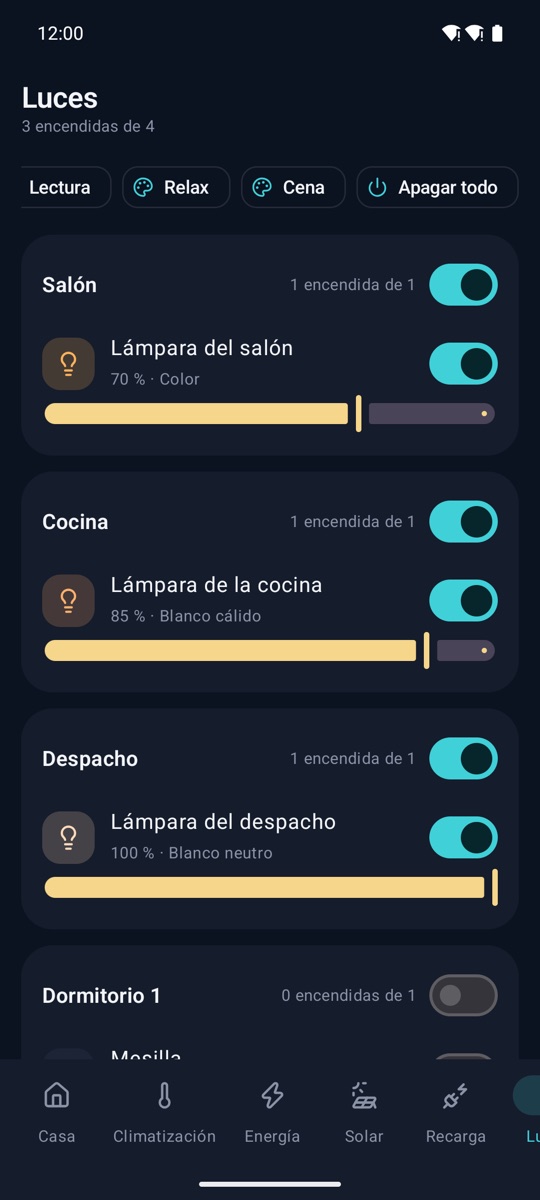 12:00
Luces
3 encendidas de 4
Lectura Relax Cena Apagar todo
Salón 1 encendida de 1
Lámpara del salón
70 % · Color
Cocina 1 encendida de 1
Lámpara de la cocina
85 % · Blanco cálido
Despacho 1 encendida de 1
Lámpara del despacho
100 % · Blanco neutro
Dormitorio 1 0 encendidas de 1
Mesilla
Casa Climatización Energía Solar Recarga